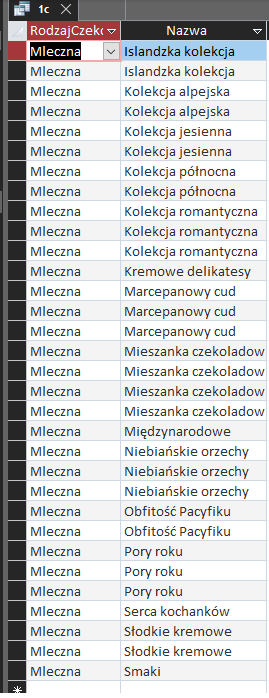 1c
RodzajCzeko Nazwa
Mleczna Islandzka kolekcja
Mleczna Islandzka kolekcja
Mleczna Kolekcja alpejska
Mleczna Kolekcja alpejska
Mleczna Kolekcja jesienna
Mleczna Kolekcja jesienna
Mleczna Kolekcja północna
Mleczna Kolekcja północna
Mleczna Kolekcja romantyczna
Mleczna Kolekcja romantyczna
Mleczna Kolekcja romantyczna
Mleczna Kremowe delikatesy
Mleczna Marcepanowy cud
Mleczna Marcepanowy cud
Mleczna Marcepanowy cud
Mleczna Mieszanka czekoladow
Mleczna Mieszanka czekoladow
Mleczna Mieszanka czekoladow
Mleczna Mieszanka czekoladow
Mleczna Międzynarodowe
Mleczna Niebiańskie orzechy
Mleczna Niebiańskie orzechy
Mleczna Niebiańskie orzechy
Mleczna Obfitość Pacyfiku
Mleczna Obfitość Pacyfiku
Mleczna Pory roku
Mleczna Pory roku
Mleczna Pory roku
Mleczna Serca kochanków
Mleczna Słodkie kremowe
Mleczna Słodkie kremowe
Mleczna Smaki